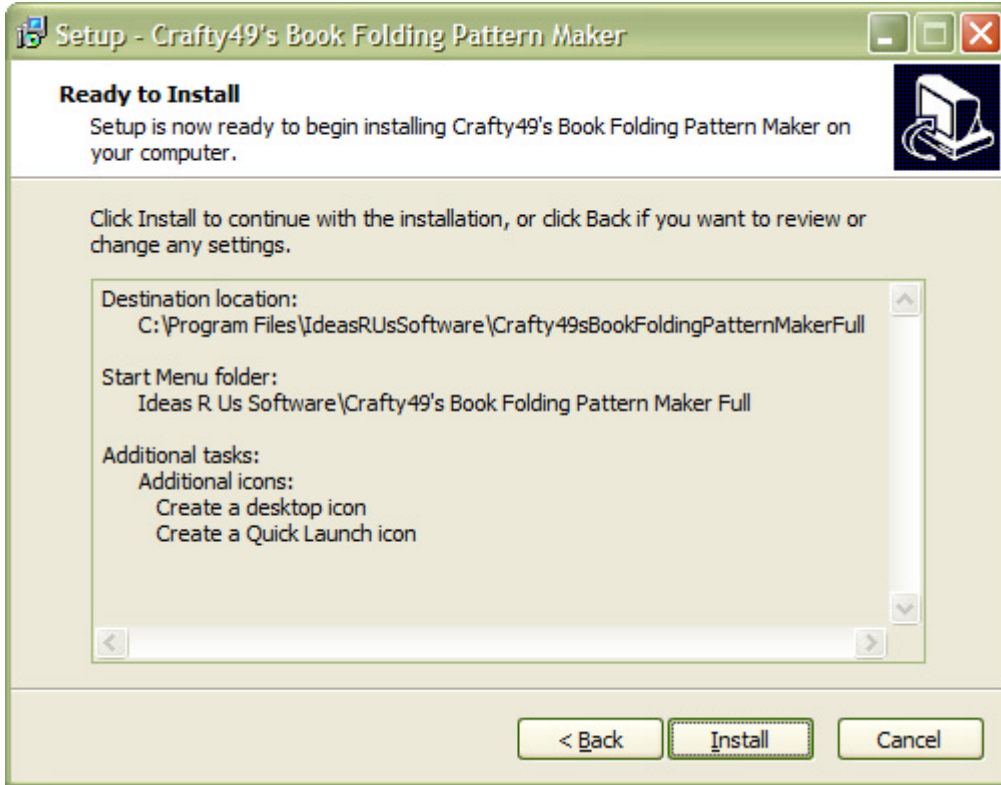 Setup - Crafty49's Book Folding Pattern Maker
Ready to Install
Setup is now ready to begin installing Crafty49's Book Folding Pattern Maker on
your computer.
Click Install to continue with the installation, or click Back if you want to review or
change any settings.
Destination location:
C:\Program Files\IdeasRUsSoftware\Crafty49sBookFoldingPatternMakerFull
Start Menu folder:
Ideas R Us Software\Crafty49's Book Folding Pattern Maker Full
Additional tasks:
Additional icons:
Create a desktop icon
Create a Quick Launch icon
< Back Install Cancel